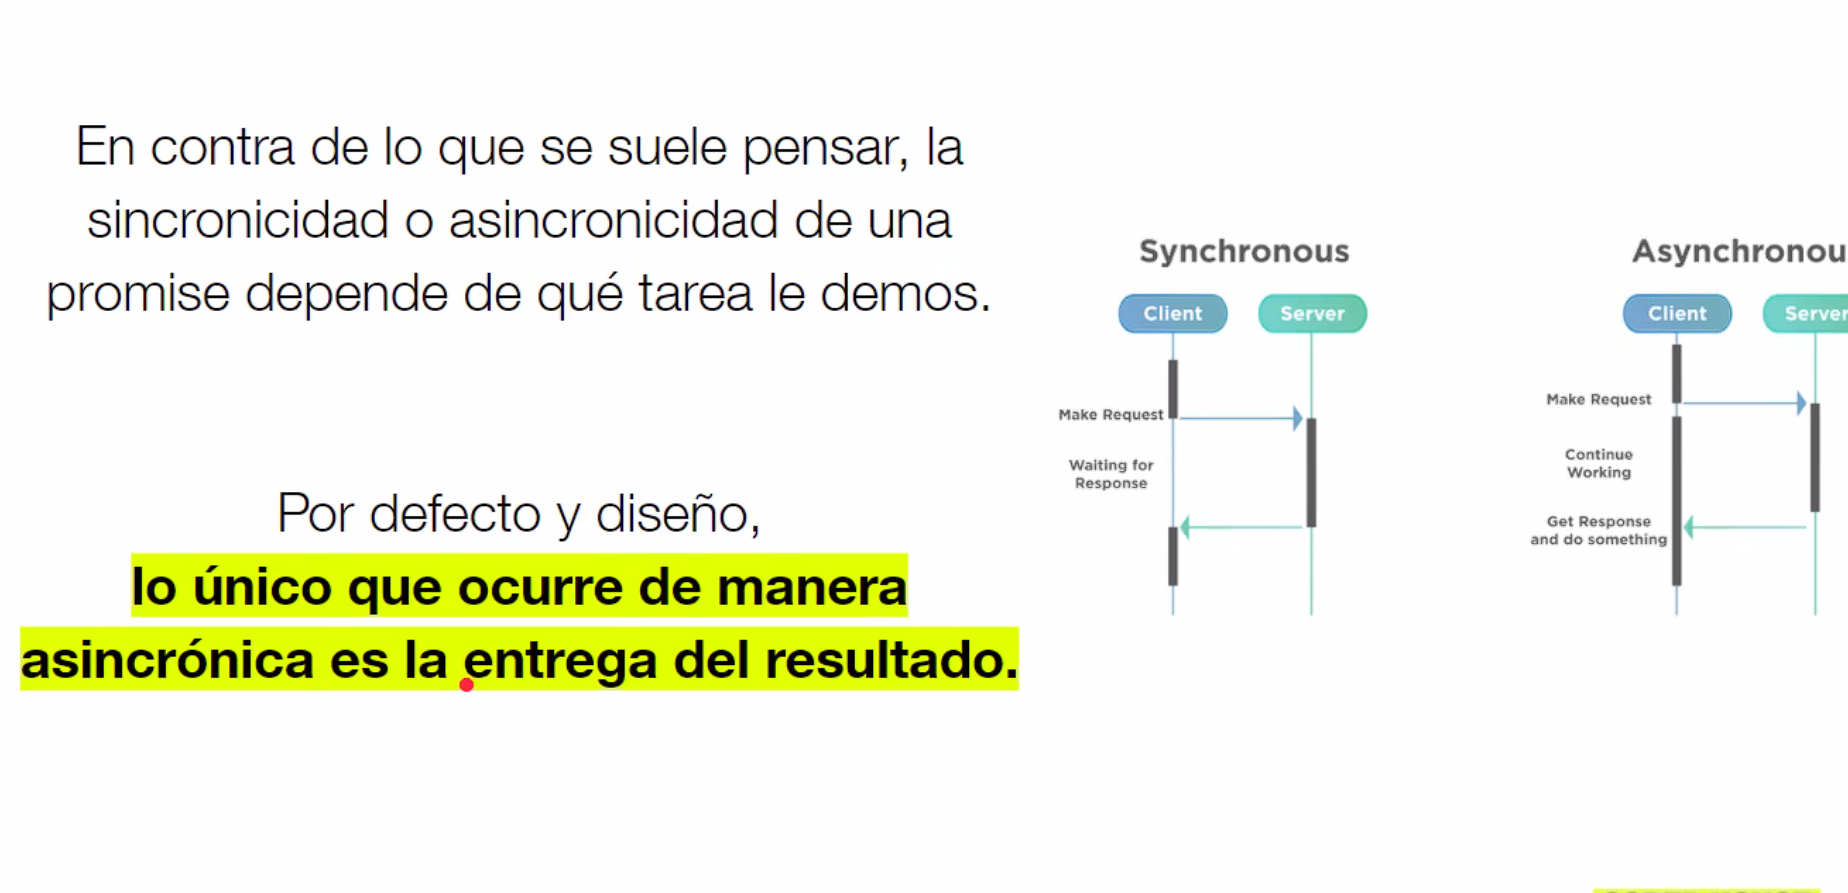 En contra de lo que se suele pensar, la
sincronicidad o asincronicidad de una
promise depende de qué tarea le demos.
Por defecto y diseño,
lo único que ocurre de manera
asincrónica es la entrega del resultado.
Synchronous
Client
Server
Make Request
Waiting for
Response
Asynchronou
Client
Server
Make Request
Continue
Working
Get Response
and do something